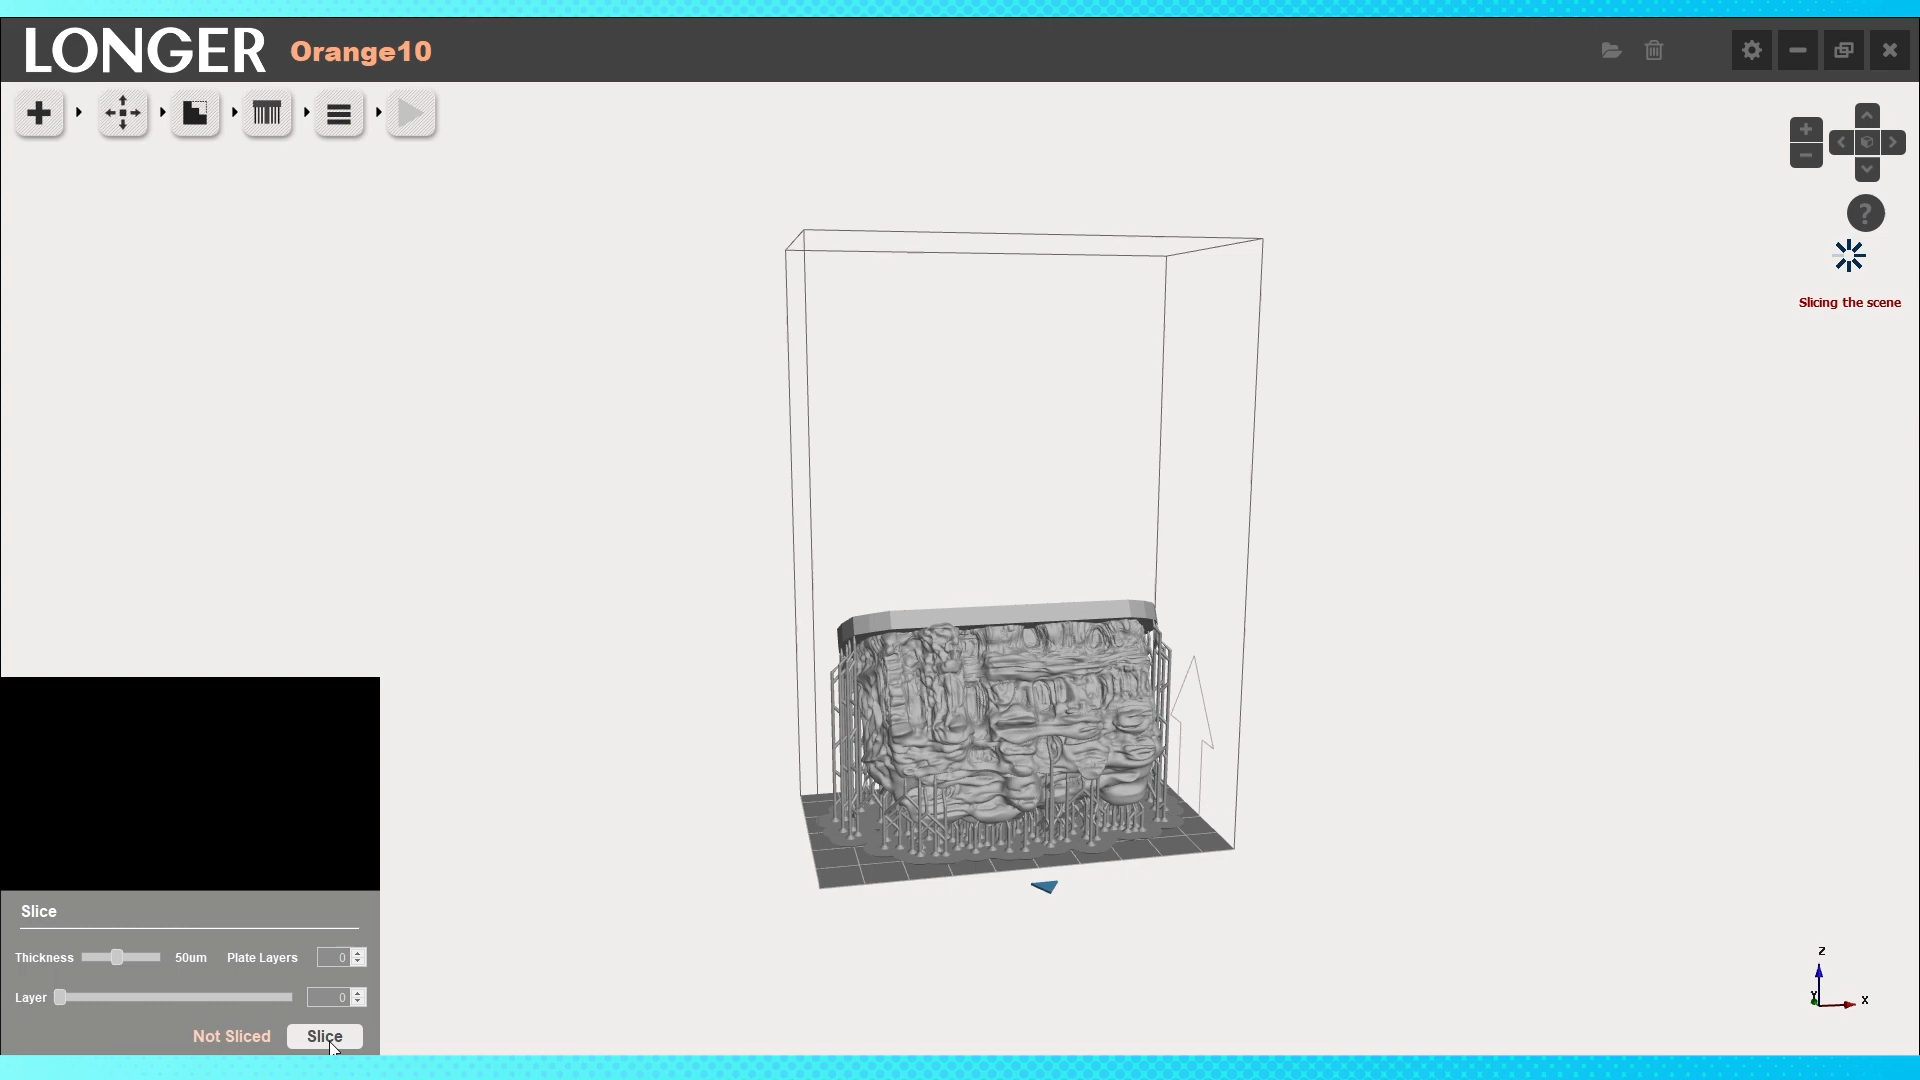 LONGER Orange10
Slicing the scene
Slice
Thickness 50um Plate Layers 0
Layer 0
Not Sliced Slice
Z
Y
X